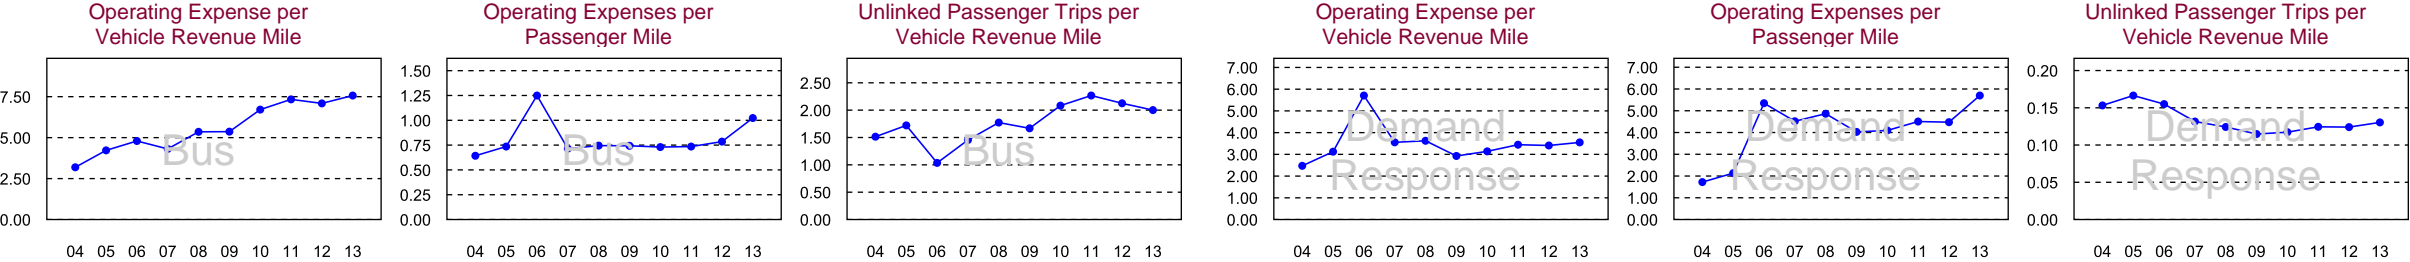 Operating Expense per
Vehicle Revenue Mile
7.50
5.00
2.50
0.00
Bus
04 05 06 07 08 09 10 11 12 13
Operating Expenses per
Passenger Mile
1.50
1.25
1.00
0.75
0.50
0.25
0.00
Bus
04 05 06 07 08 09 10 11 12 13
Unlinked Passenger Trips per
Vehicle Revenue Mile
2.50
2.00
1.50
1.00
0.50
0.00
Bus
04 05 06 07 08 09 10 11 12 13
Operating Expense per
Vehicle Revenue Mile
7.00
6.00
5.00
4.00
3.00
2.00
1.00
0.00
Demand
Response
04 05 06 07 08 09 10 11 12 13
Operating Expenses per
Passenger Mile
7.00
6.00
5.00
4.00
3.00
2.00
1.00
0.00
Demand
Response
04 05 06 07 08 09 10 11 12 13
Unlinked Passenger Trips per
Vehicle Revenue Mile
0.20
0.15
0.10
0.05
0.00
Demand
Response
04 05 06 07 08 09 10 11 12 13